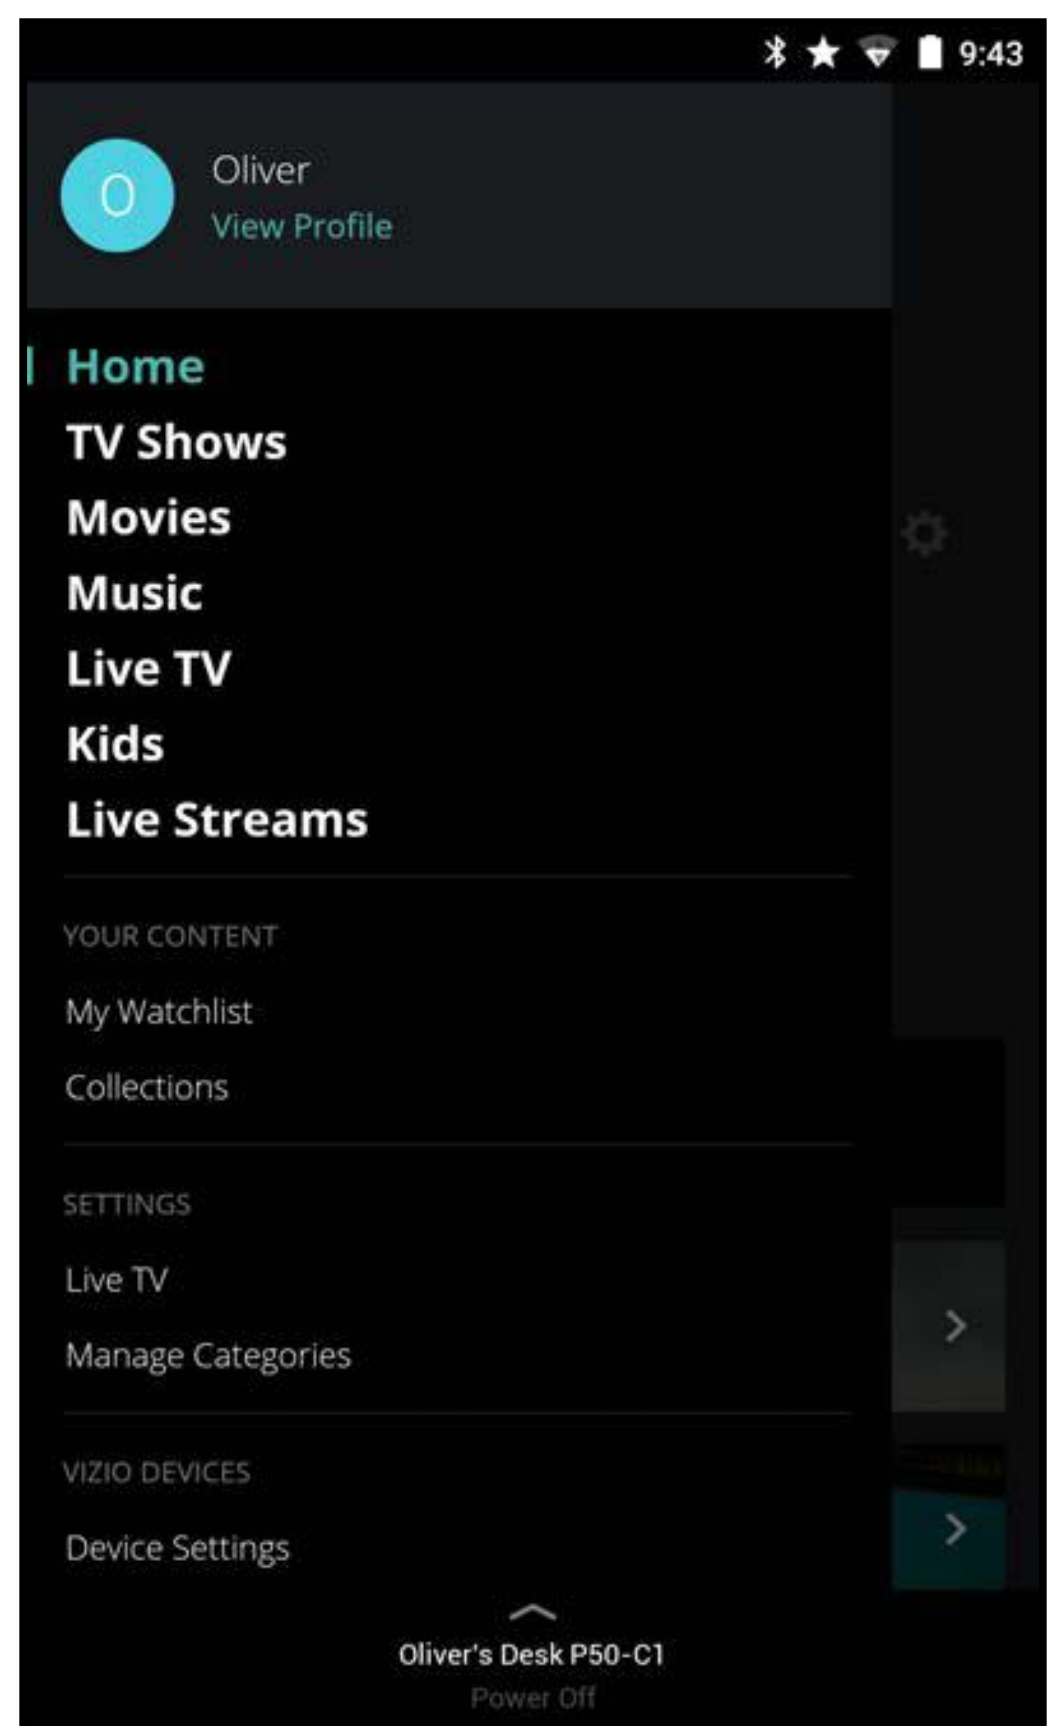 9:43
O
Oliver
View Profile
Home
TV Shows
Movies
Music
Live TV
Kids
Live Streams
YOUR CONTENT
My Watchlist
Collections
SETTINGS
Live TV
Manage Categories
VIZIO DEVICES
Device Settings
Oliver's Desk P50-C1
Power Off